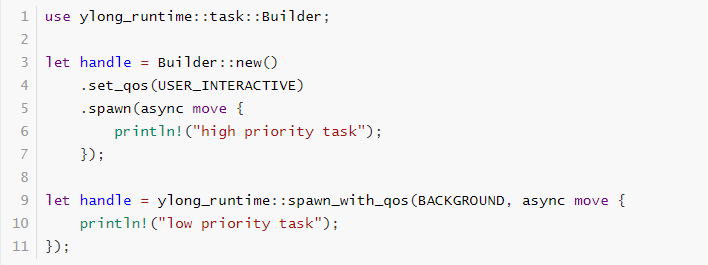 1 use ylong_runtime::task::Builder;
2
3 let handle = Builder::new()
4     .set_qos(USER_INTERACTIVE)
5     .spawn(async move {
6         println!("high priority task");
7     });
8
9 let handle = ylong_runtime::spawn_with_qos(BACKGROUND, async move {
10     println!("low priority task");
11 });